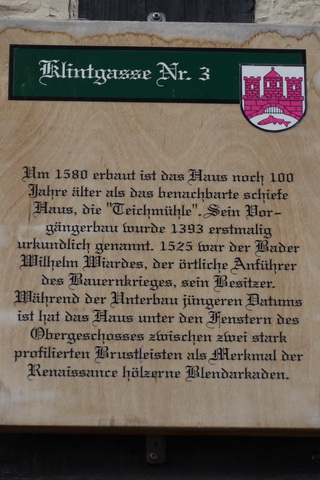 Klintgasse Nr. 3
Um 1580 erbaut ist das Haus noch 100
Jahre älter als das benachbarte schiefe
Haus, die "Teichmühle". Sein Vor-
gängerbau wurde 1393 erstmalig
urkundlich genannt. 1525 war der Bader
Wilhelm Wiardes, der örtliche Anführer
des Bauernkrieges, sein Besitzer.
Während der Unterbau jüngeren Datums
ist hat das Haus unter den Fenstern des
Obergeschosses zwischen zwei stark
profilierten Brustleisten als Merkmal der
Renaissance hölzerne Blendarkaden.